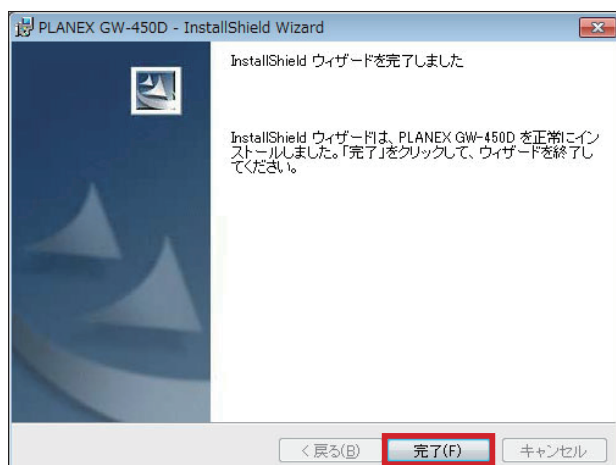 PLANEX GW-450D - InstallShield Wizard
InstallShield ウィザードを完了しました
InstallShield ウィザードは、PLANEX GW-450D を正常にイン
ストールしました。「完了」をクリックして、ウィザードを終了し
てください。
< 戻る(B) 完了(F) キャンセル